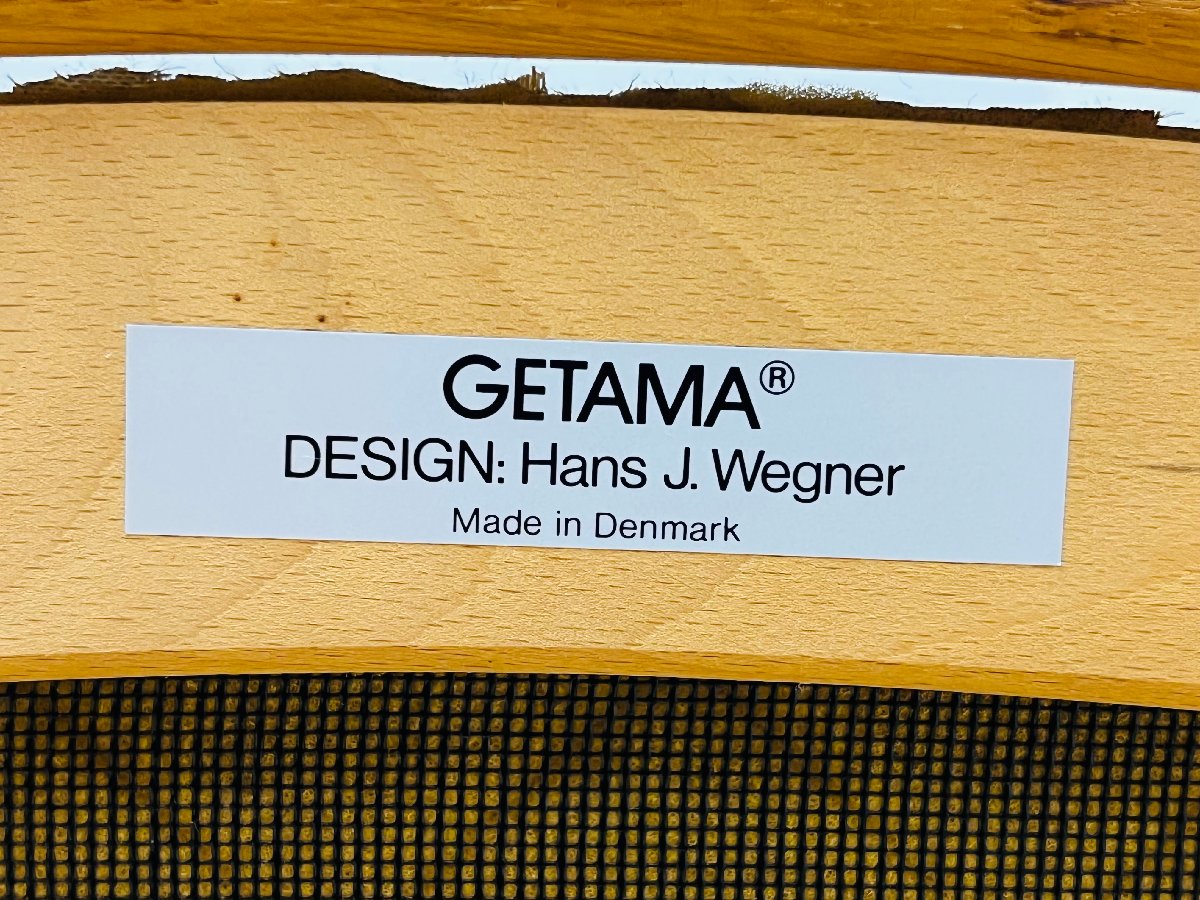 GETAMA®
DESIGN: Hans J. Wegner
Made in Denmark